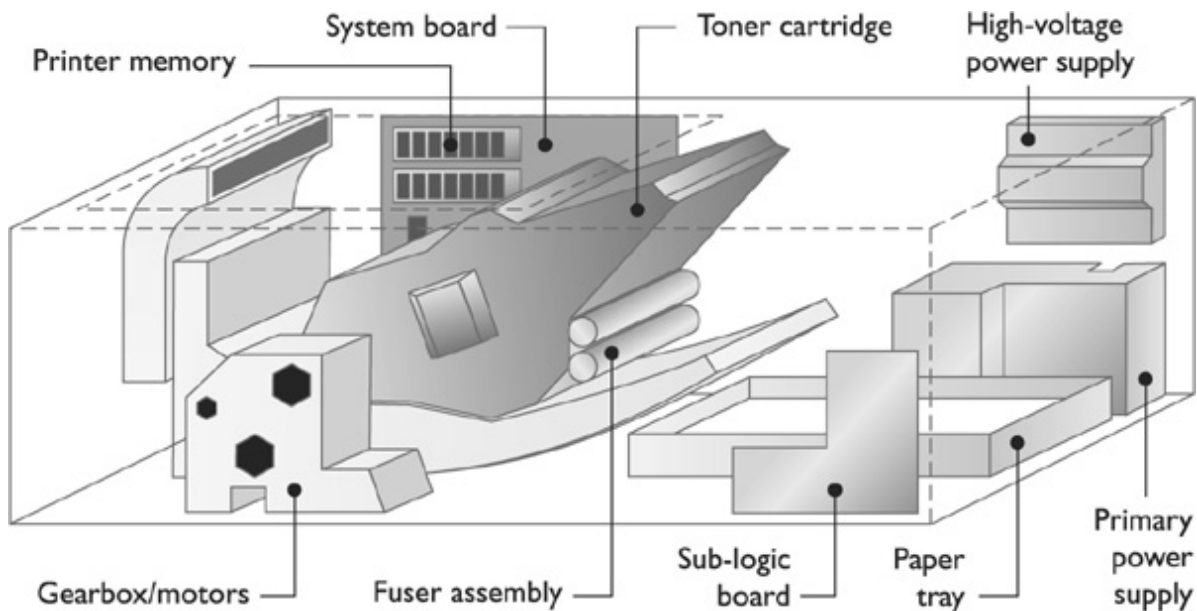 System board
Toner cartridge
High-voltage
power supply
Printer memory
Gearbox/motors
Fuser assembly
Sub-logic
board
Paper
tray
Primary
power
supply